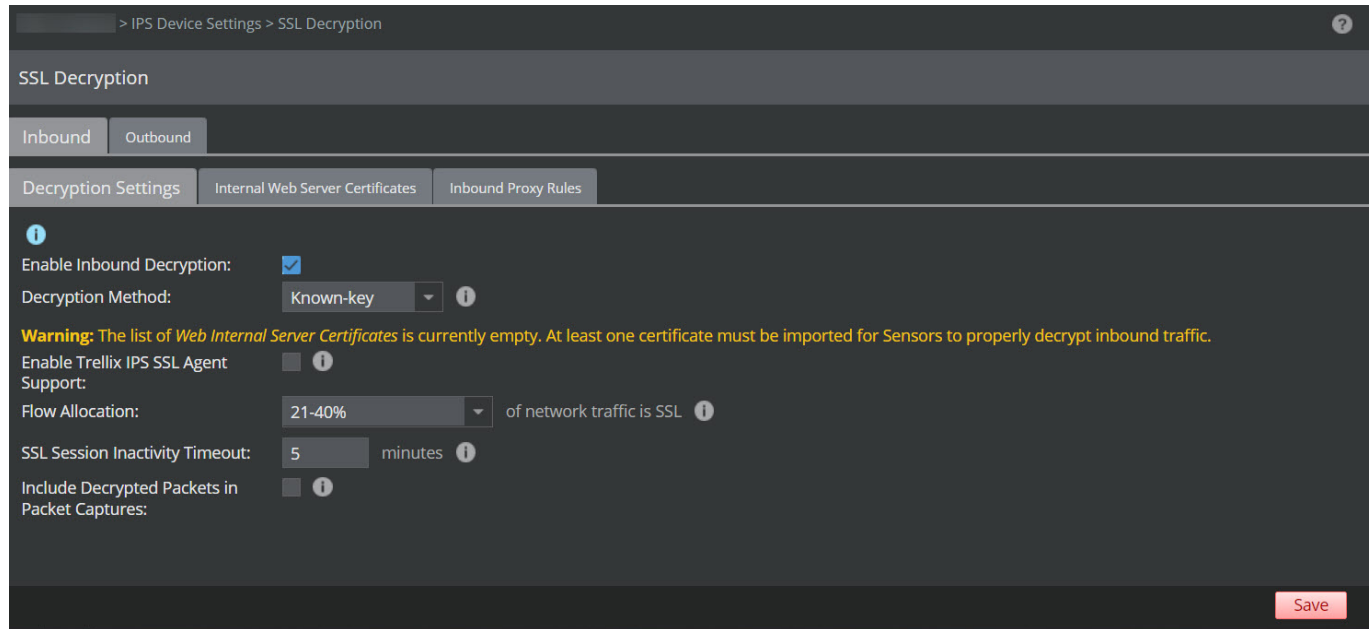 > IPS Device Settings > SSL Decryption
SSL Decryption
Inbound Outbound
Decryption Settings Internal Web Server Certificates Inbound Proxy Rules
Enable Inbound Decryption:
Decryption Method: Known-key
Warning: The list of Web Internal Server Certificates is currently empty. At least one certificate must be imported for Sensors to properly decrypt inbound traffic.
Enable Trellix IPS SSL Agent
Support:
Flow Allocation: 21-40% of network traffic is SSL
SSL Session Inactivity Timeout: 5 minutes
Include Decrypted Packets in
Packet Captures:
Save